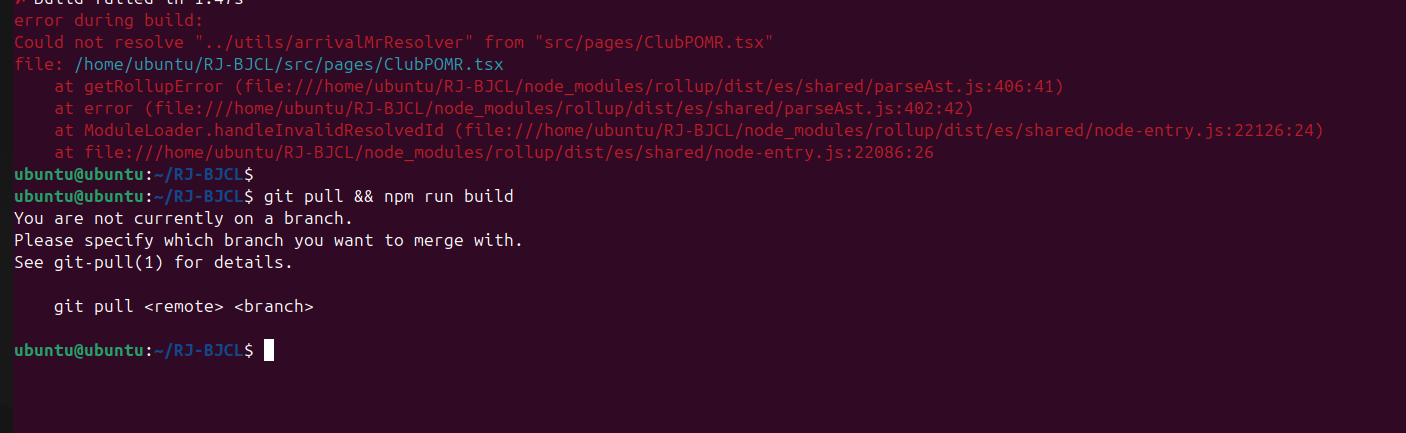 ✗ Build failed in 1.47s
error during build:
Could not resolve "../utils/arrivalMrResolver" from "src/pages/ClubPOMR.tsx"
file: /home/ubuntu/RJ-BJCL/src/pages/ClubPOMR.tsx
    at getRollupError (file:///home/ubuntu/RJ-BJCL/node_modules/rollup/dist/es/shared/parseAst.js:406:41)
    at error (file:///home/ubuntu/RJ-BJCL/node_modules/rollup/dist/es/shared/parseAst.js:402:42)
    at ModuleLoader.handleInvalidResolvedId (file:///home/ubuntu/RJ-BJCL/node_modules/rollup/dist/es/shared/node-entry.js:22126:24)
    at file:///home/ubuntu/RJ-BJCL/node_modules/rollup/dist/es/shared/node-entry.js:22086:26
ubuntu@ubuntu:~/RJ-BJCL$
ubuntu@ubuntu:~/RJ-BJCL$ git pull && npm run build
You are not currently on a branch.
Please specify which branch you want to merge with.
See git-pull(1) for details.
    git pull <remote> <branch>
ubuntu@ubuntu:~/RJ-BJCL$